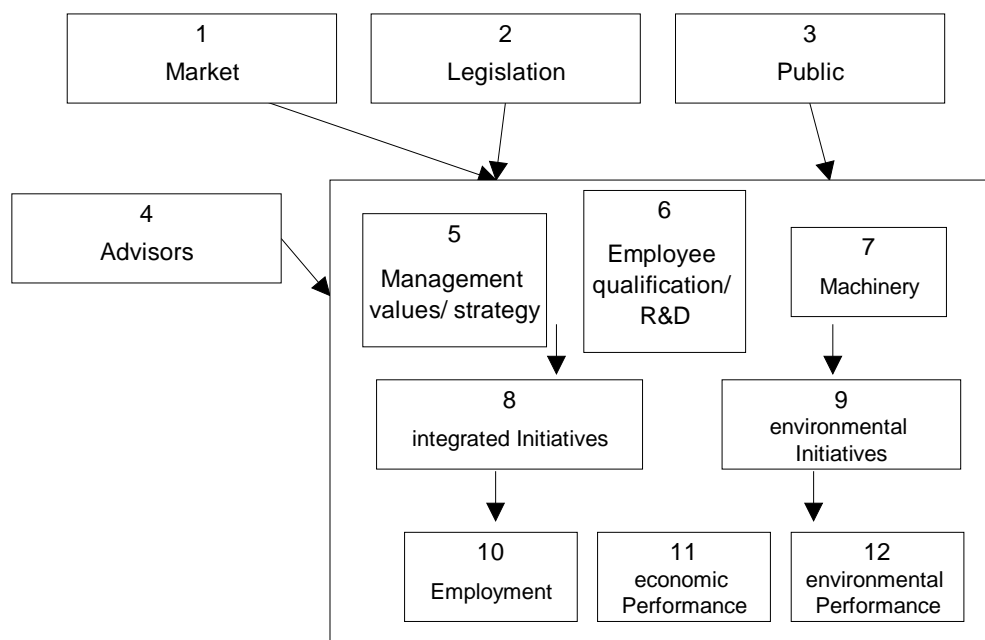 1
Market
2
Legislation
3
Public
4
Advisors
5
Management
values/ strategy
6
Employee
qualification/
R&D
7
Machinery
8
integrated Initiatives
9
environmental
Initiatives
10
Employment
11
economic
Performance
12
environmental
Performance